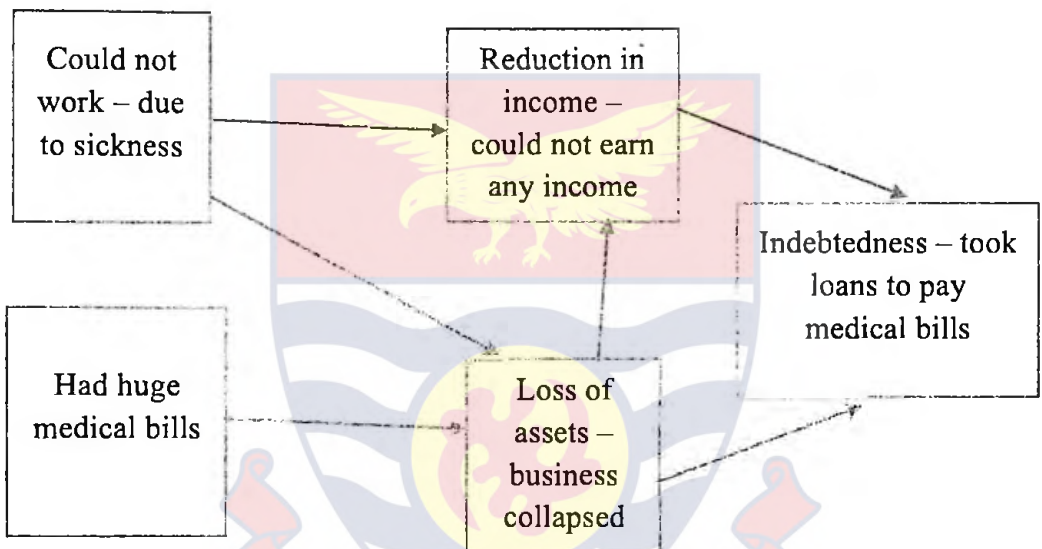 Could not
work – due
to sickness
Reduction in
income –
could not earn
any income
Indebtedness – took
loans to pay
medical bills
Had huge
medical bills
Loss of
assets –
business
collapsed